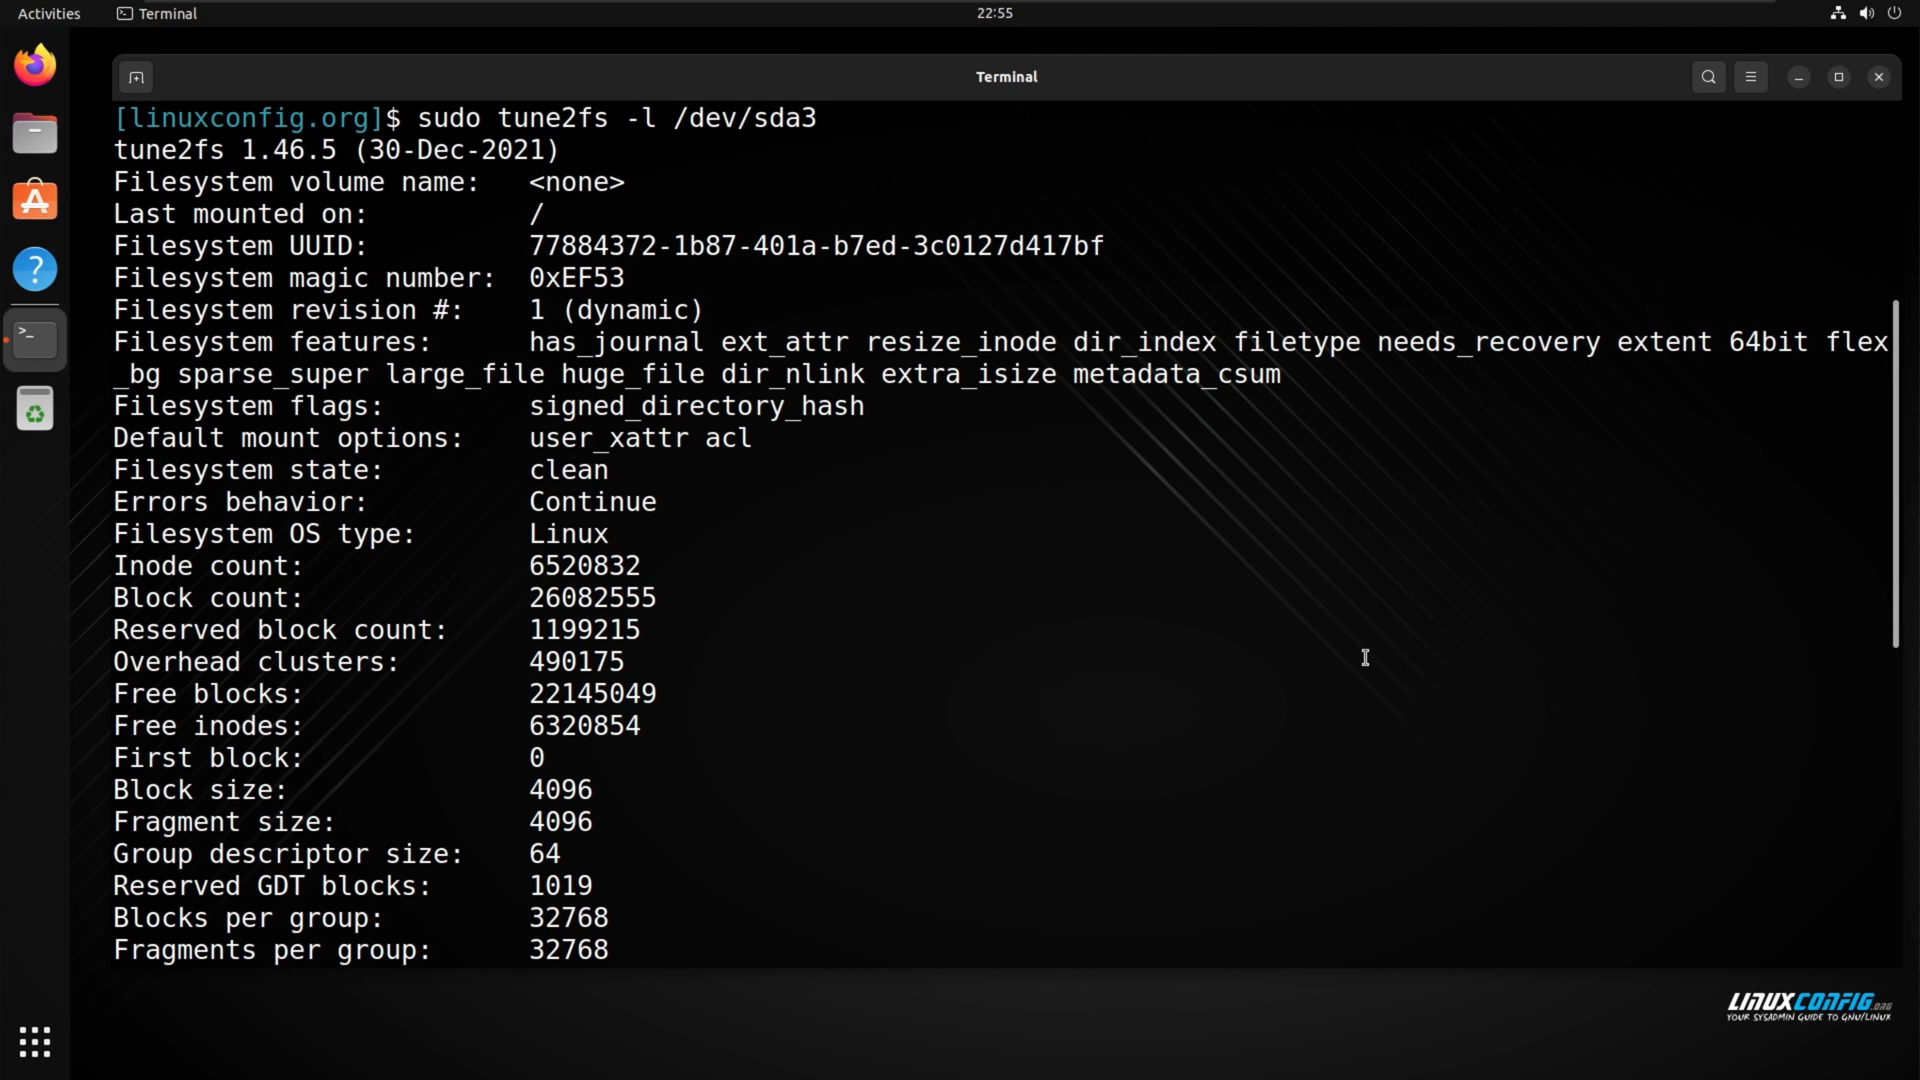 Activities
Terminal
22:55
Terminal
[linuxconfig.org]$ sudo tune2fs -l /dev/sda3
tune2fs 1.46.5 (30-Dec-2021)
Filesystem volume name:   <none>
Last mounted on:          /
Filesystem UUID:          77884372-1b87-401a-b7ed-3c0127d417bf
Filesystem magic number:  0xEF53
Filesystem revision #:    1 (dynamic)
Filesystem features:      has_journal ext_attr resize_inode dir_index filetype needs_recovery extent 64bit flex
_bg sparse_super large_file huge_file dir_nlink extra_isize metadata_csum
Filesystem flags:         signed_directory_hash
Default mount options:    user_xattr acl
Filesystem state:         clean
Errors behavior:          Continue
Filesystem OS type:       Linux
Inode count:              6520832
Block count:              26082555
Reserved block count:     1199215
Overhead clusters:        490175
Free blocks:              22145049
Free inodes:              6320854
First block:              0
Block size:               4096
Fragment size:            4096
Group descriptor size:    64
Reserved GDT blocks:      1019
Blocks per group:         32768
Fragments per group:      32768
LINUXCONFIG.ORG
YOUR SYSADMIN GUIDE TO GNU/LINUX